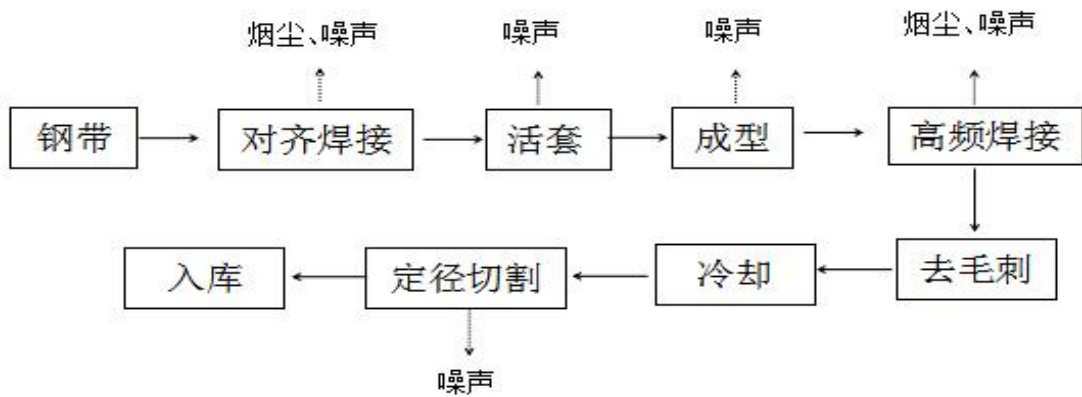 烟尘、噪声 噪声 噪声 烟尘、噪声
钢带 对齐焊接 活套 成型 高频焊接
入库 定径切割 冷却 去毛刺
噪声